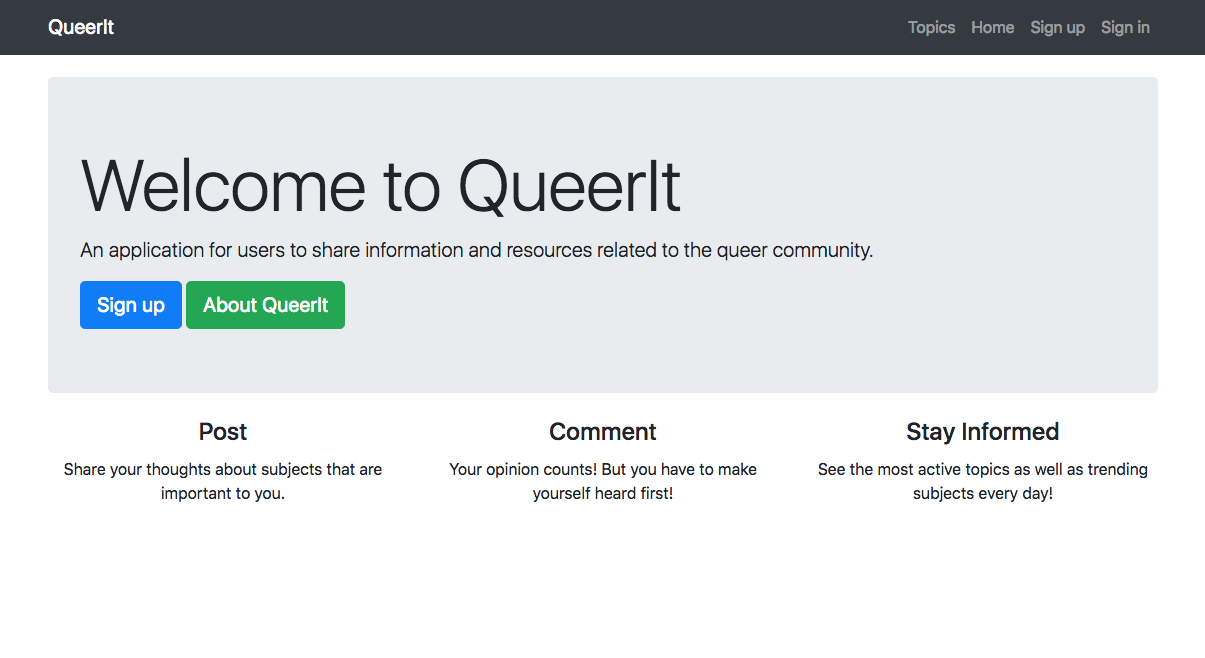 QueerIt
Topics Home Sign up Sign in
Welcome to QueerIt
An application for users to share information and resources related to the queer community.
Sign up About QueerIt
Post
Share your thoughts about subjects that are
important to you.
Comment
Your opinion counts! But you have to make
yourself heard first!
Stay Informed
See the most active topics as well as trending
subjects every day!